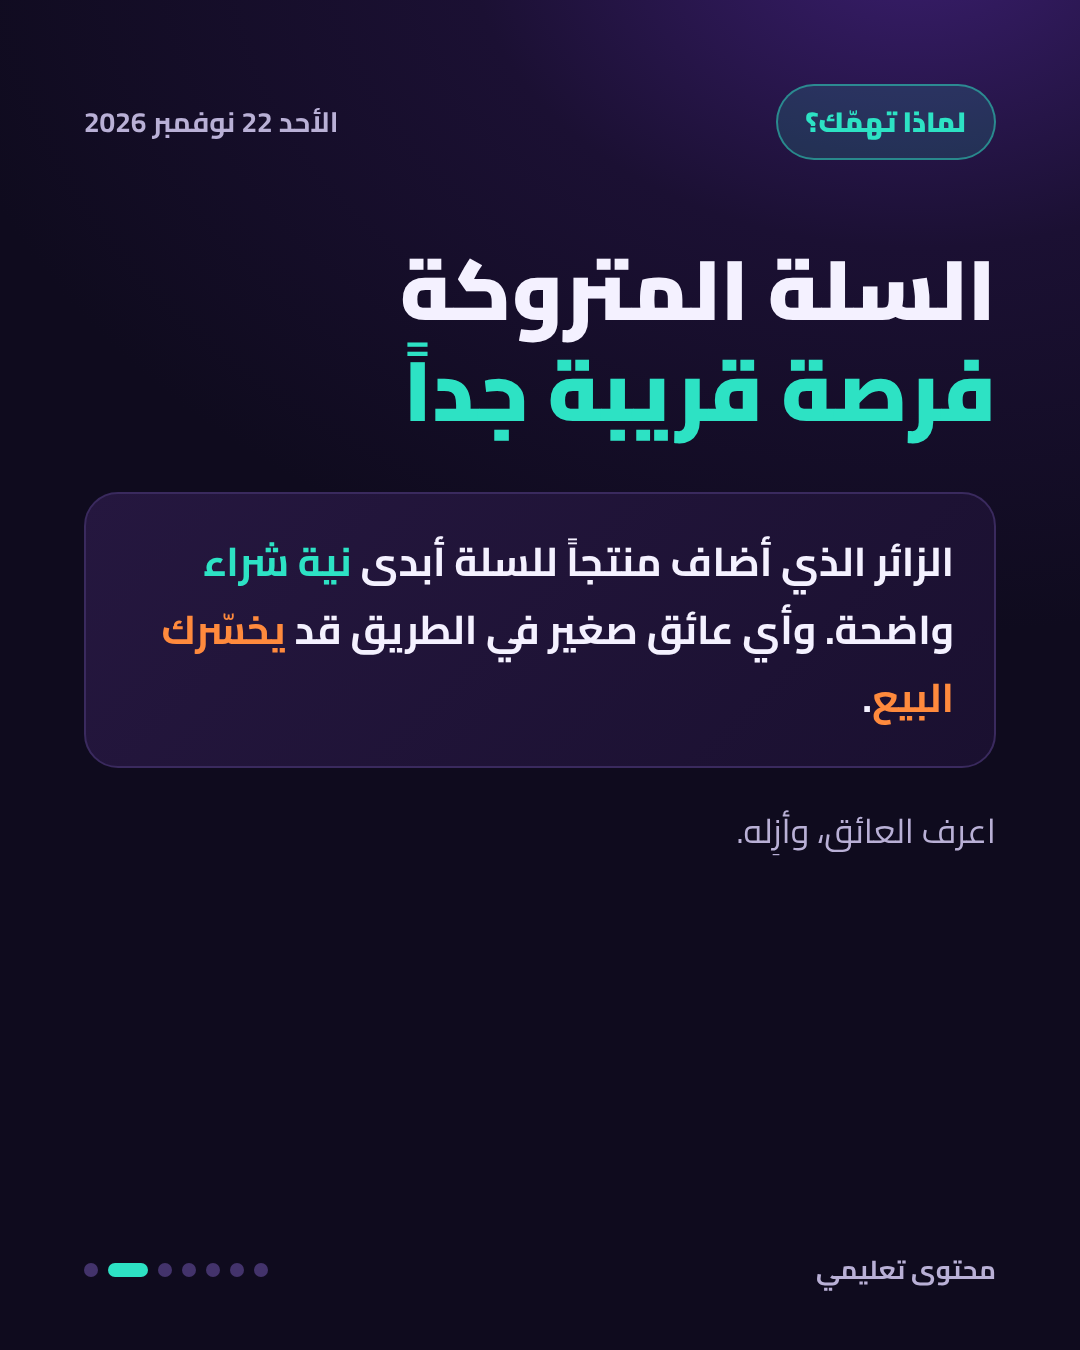 لماذا تهمّك؟
الأحد 22 نوفمبر 2026
السلة المتروكة
فرصة قريبة جداً
الزائر الذي أضاف منتجاً للسلة أبدى نية شراء
واضحة. وأي عائق صغير في الطريق قد يخسّرك
البيع.
اعرف العائق، وأزِله.
محتوى تعليمي